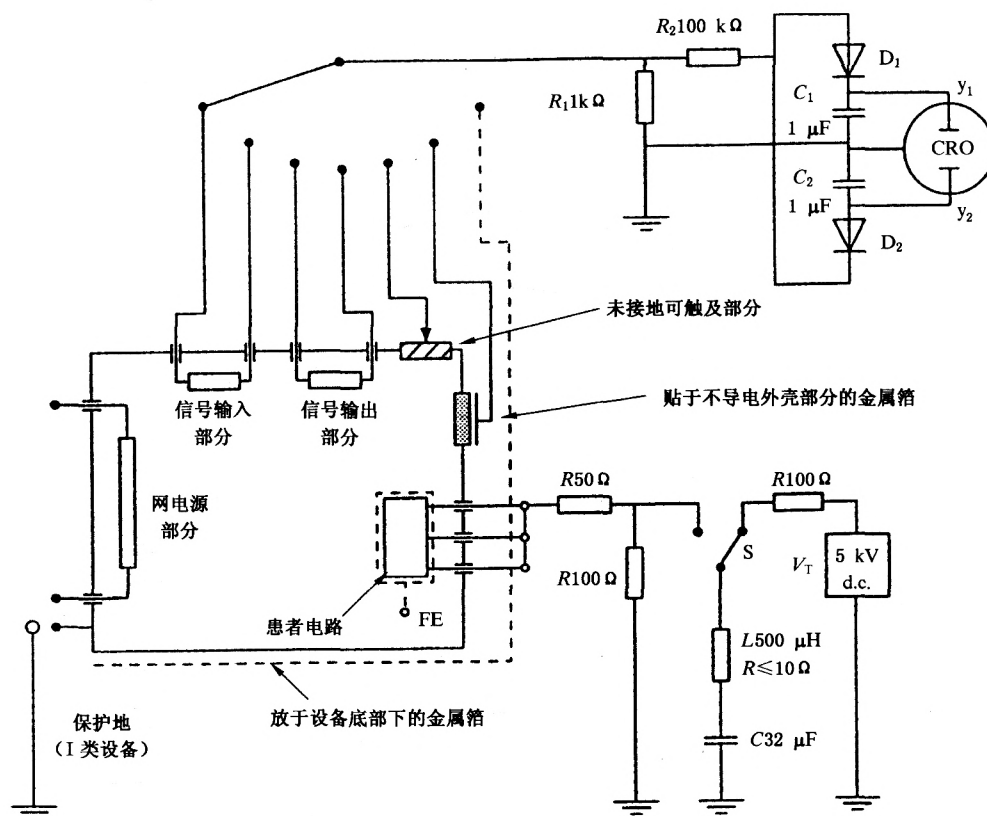 R₂100 kΩ
D₁
R₁1kΩ
C₁
1 μF
y₁
CRO
C₂
1 μF
y₂
D₂
未接地可触及部分
信号输入
部分
信号输出
部分
贴于不导电外壳部分的金属箔
网电源
部分
R50 Ω
R100 Ω
S
R100 Ω
V_T
5 kV
d.c.
患者电路
FE
L500 μH
R≤10Ω
放于设备底部下的金属箔
保护地
（I 类设备）
C32 μF